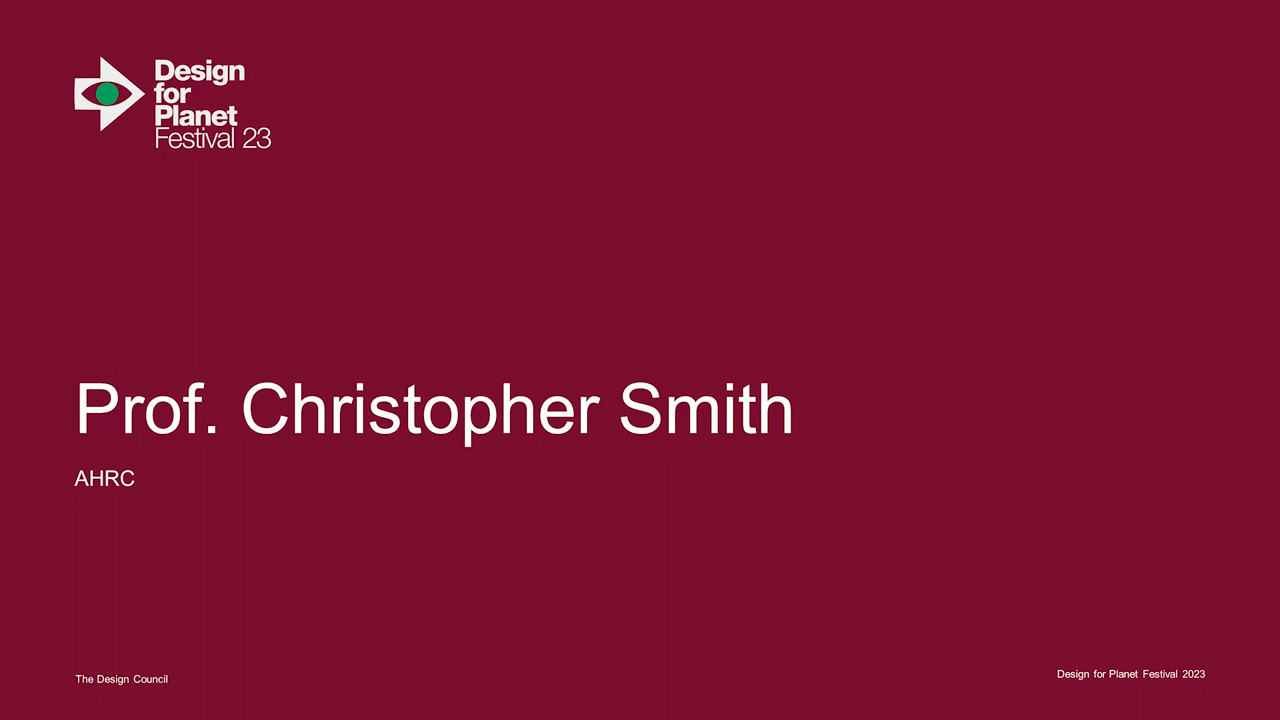 Design
for
Planet
Festival 23
Prof. Christopher Smith
AHRC
The Design Council
Design for Planet Festival 2023